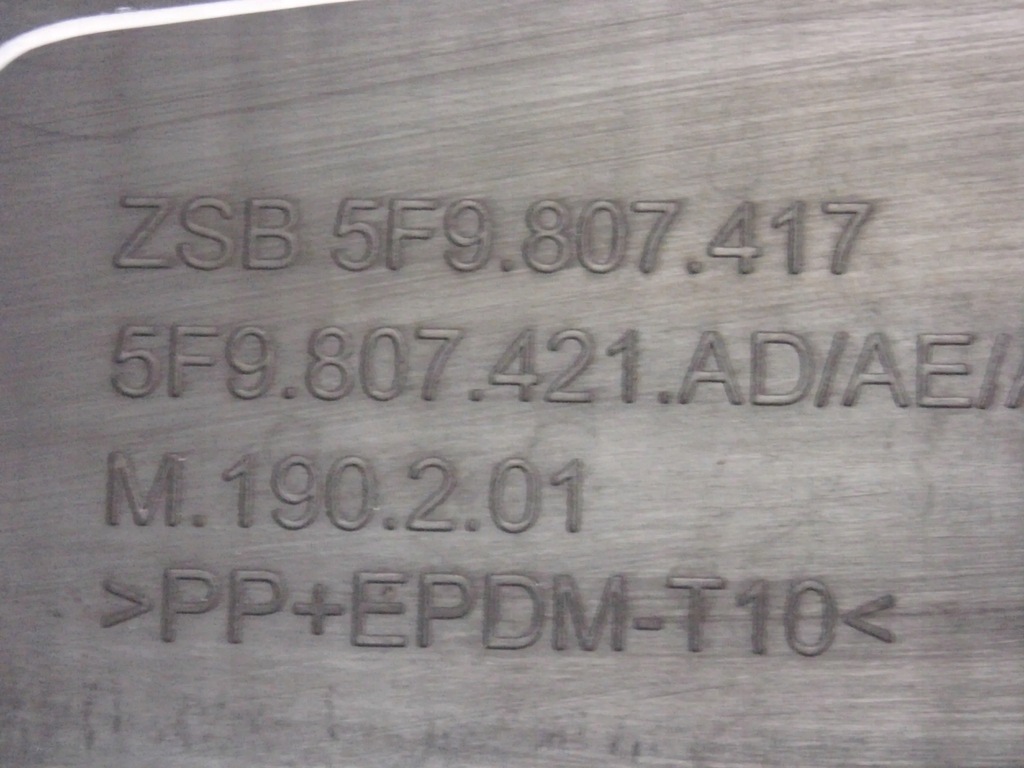 ZSB 5F9.807.417
5F9.807.421.AD/AE//
M.190.2.01
>PP+EPDM-T10<